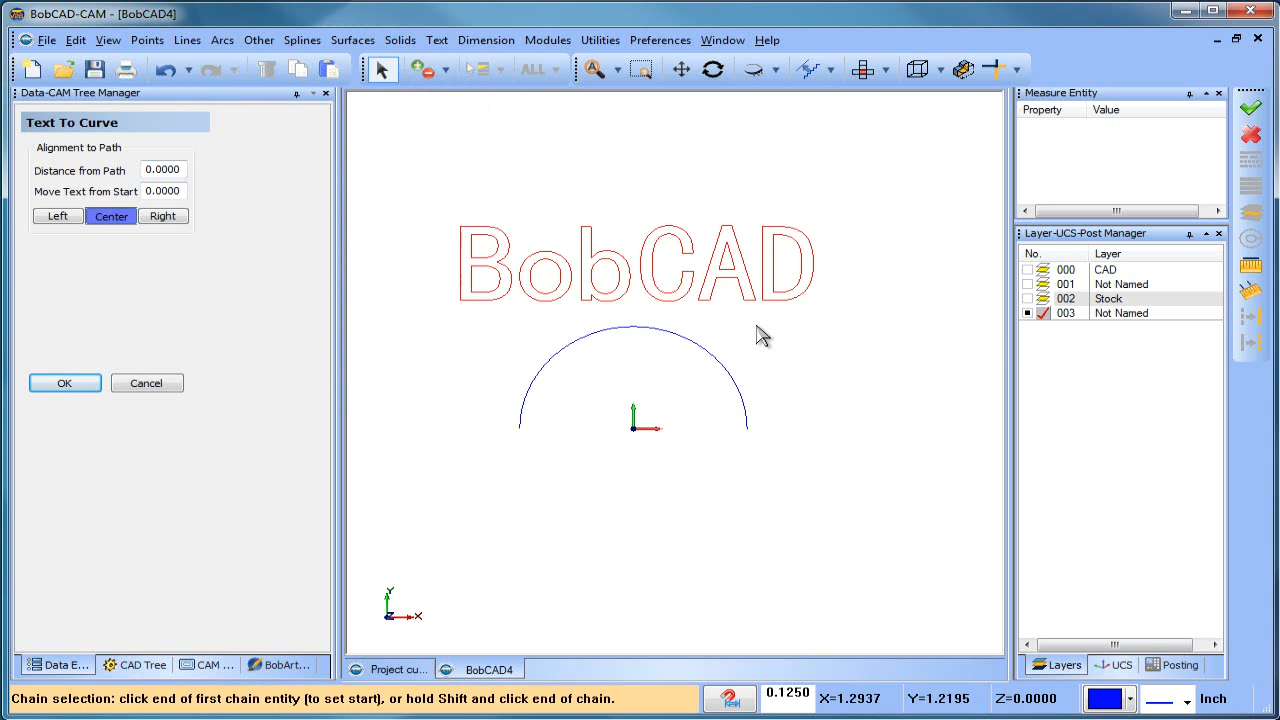 BobCAD-CAM - [BobCAD4]
File Edit View Points Lines Arcs Other Splines Surfaces Solids Text Dimension Modules Utilities Preferences Window Help
ALL
Data-CAM Tree Manager
Text To Curve
Alignment to Path
Distance from Path 0.0000
Move Text from Start 0.0000
Left Center Right
OK Cancel
BobCAD
Y
Z X
Measure Entity
Property Value
Layer-UCS-Post Manager
No. Layer
000 CAD
001 Not Named
002 Stock
003 Not Named
Data E... CAD Tree CAM ... BobArt...
Project cu... BobCAD4
Layers UCS Posting
Chain selection: click end of first chain entity (to set start), or hold Shift and click end of chain.
0.1250 X=1.2937 Y=1.2195 Z=0.0000 Inch